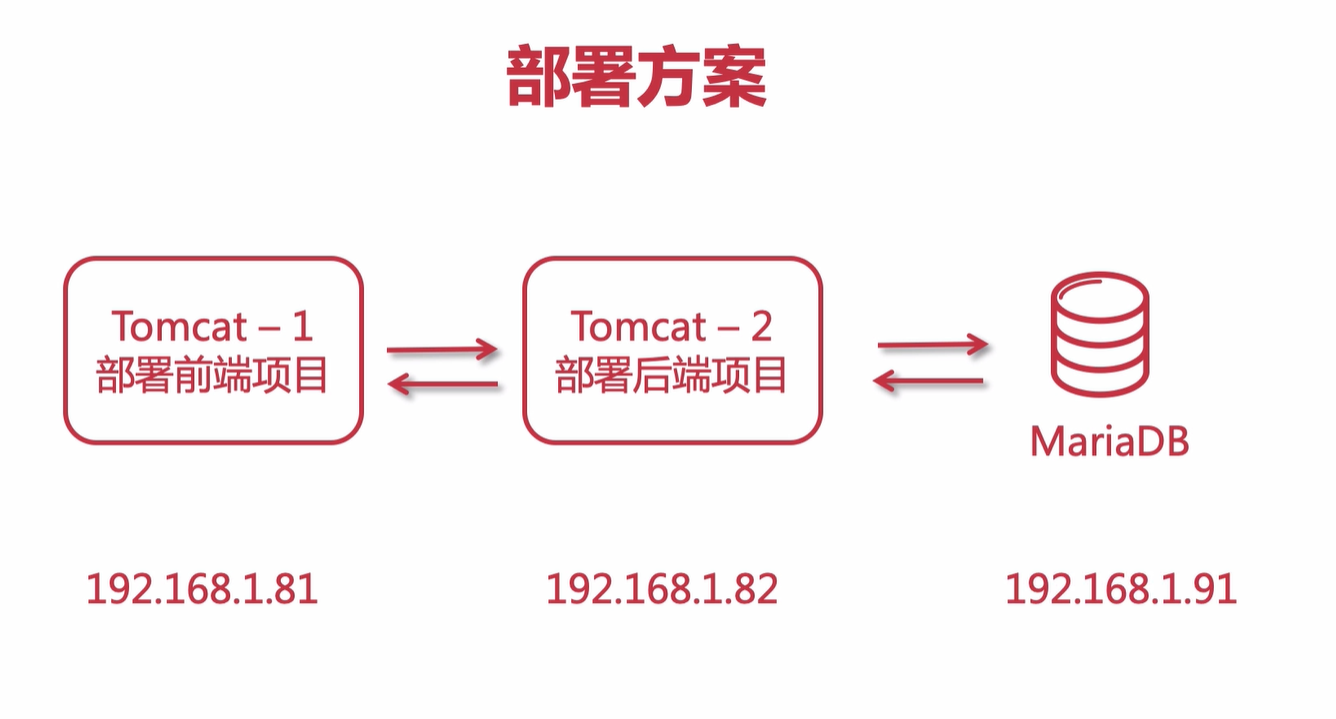 部署方案
Tomcat – 1
部署前端项目
Tomcat – 2
部署后端项目
MariaDB
192.168.1.81
192.168.1.82
192.168.1.91